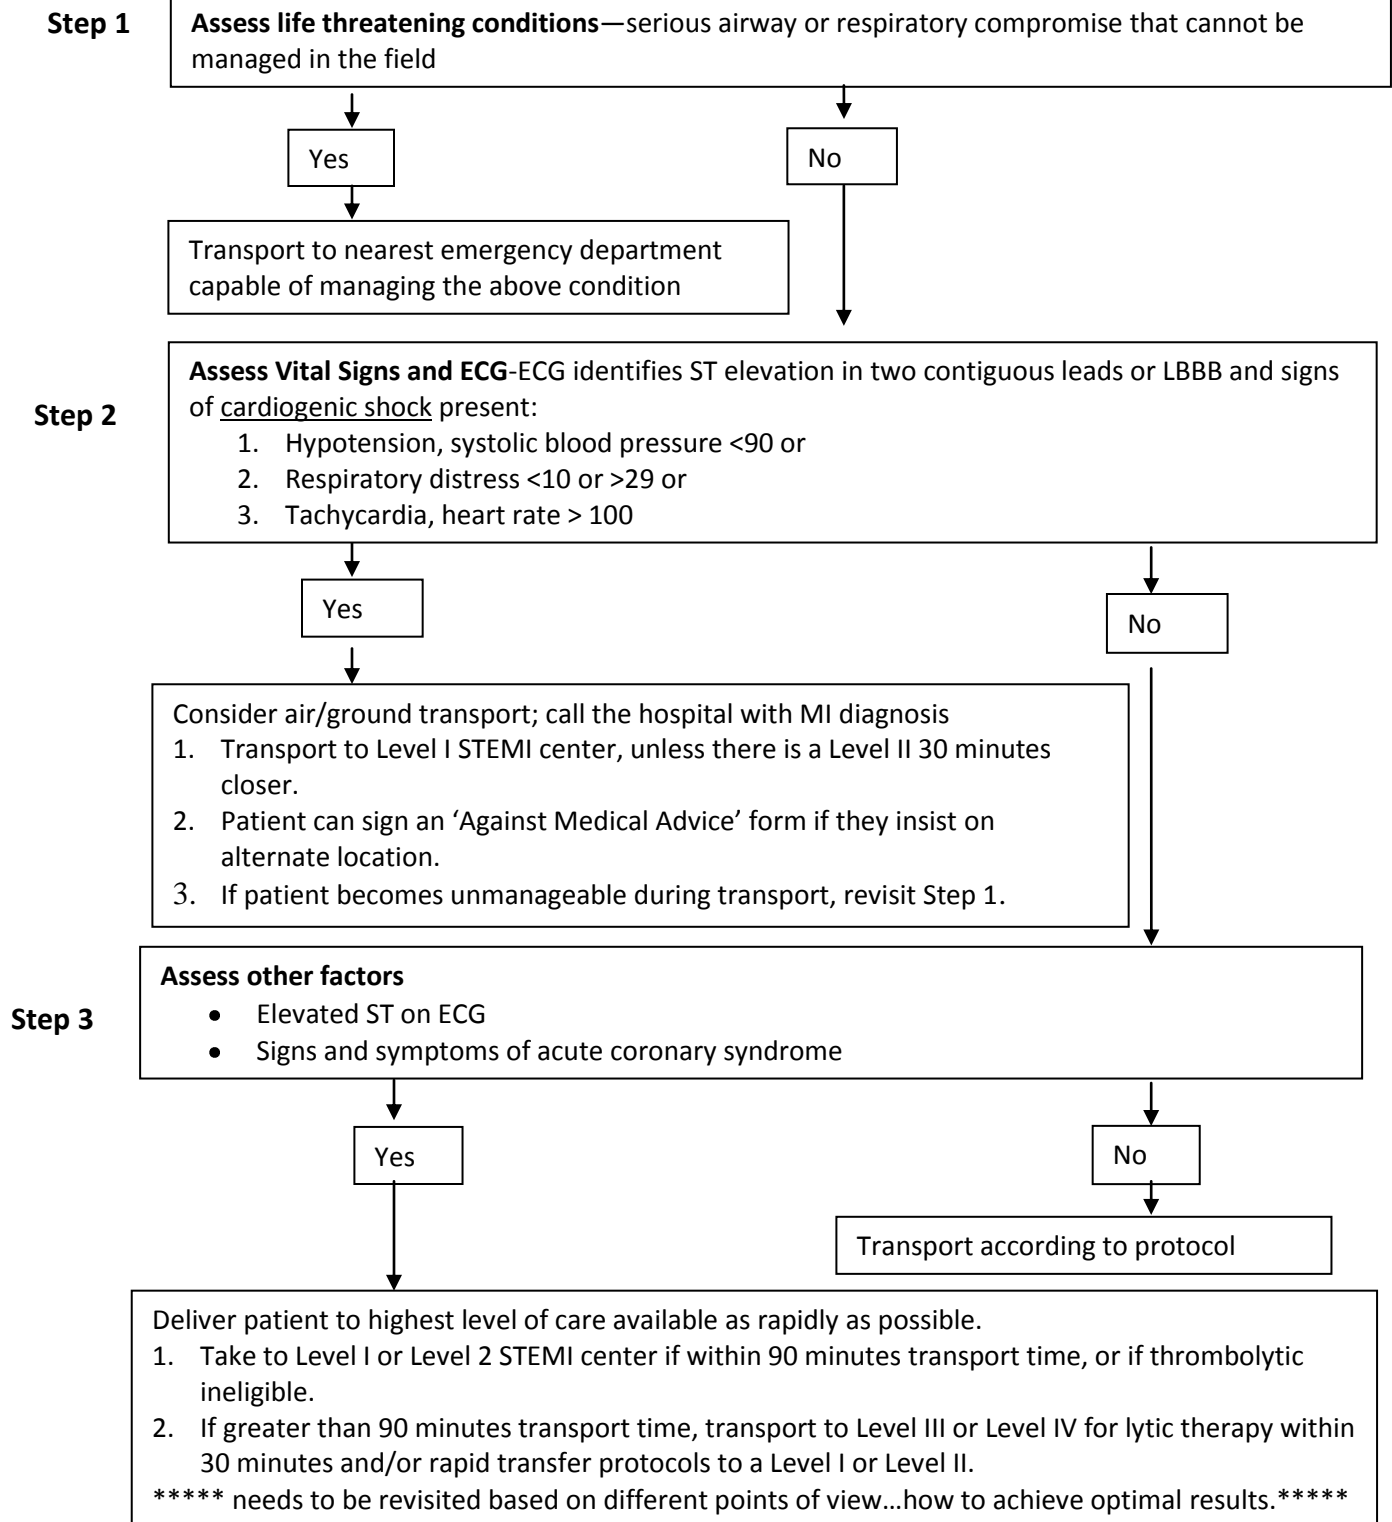 Step 1
Assess life threatening conditions—serious airway or respiratory compromise that cannot be
managed in the field
Yes
No
Transport to nearest emergency department
capable of managing the above condition
Step 2
Assess Vital Signs and ECG-ECG identifies ST elevation in two contiguous leads or LBBB and signs
of cardiogenic shock present:
1. Hypotension, systolic blood pressure <90 or
2. Respiratory distress <10 or >29 or
3. Tachycardia, heart rate > 100
Yes
No
Consider air/ground transport; call the hospital with MI diagnosis
1. Transport to Level I STEMI center, unless there is a Level II 30 minutes
closer.
2. Patient can sign an ‘Against Medical Advice’ form if they insist on
alternate location.
3. If patient becomes unmanageable during transport, revisit Step 1.
Step 3
Assess other factors
● Elevated ST on ECG
● Signs and symptoms of acute coronary syndrome
Yes
No
Transport according to protocol
Deliver patient to highest level of care available as rapidly as possible.
1. Take to Level I or Level 2 STEMI center if within 90 minutes transport time, or if thrombolytic
ineligible.
2. If greater than 90 minutes transport time, transport to Level III or Level IV for lytic therapy within
30 minutes and/or rapid transfer protocols to a Level I or Level II.
***** needs to be revisited based on different points of view…how to achieve optimal results.*****